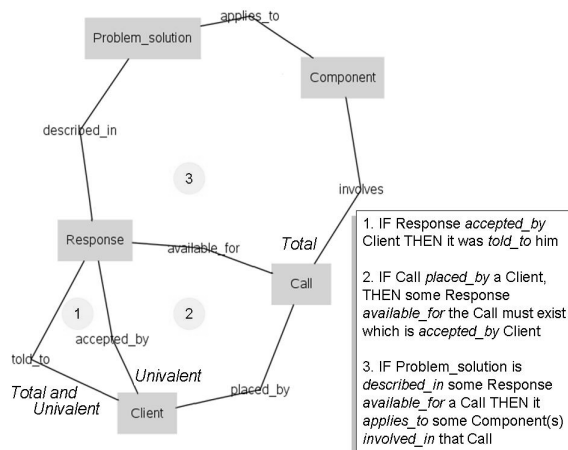 applies_to
Problem_solution
Component
described_in
3
involves
Response
available_for
Total
Call
1
2
accepted_by
told_to
Univalent
placed_by
Total and
Univalent
Client
1. IF Response accepted_by
Client THEN it was told_to him
2. IF Call placed_by a Client,
THEN some Response
available_for the Call must exist
which is accepted_by Client
3. IF Problem_solution is
described_in some Response
available_for a Call THEN it
applies_to some Component(s)
involved_in that Call